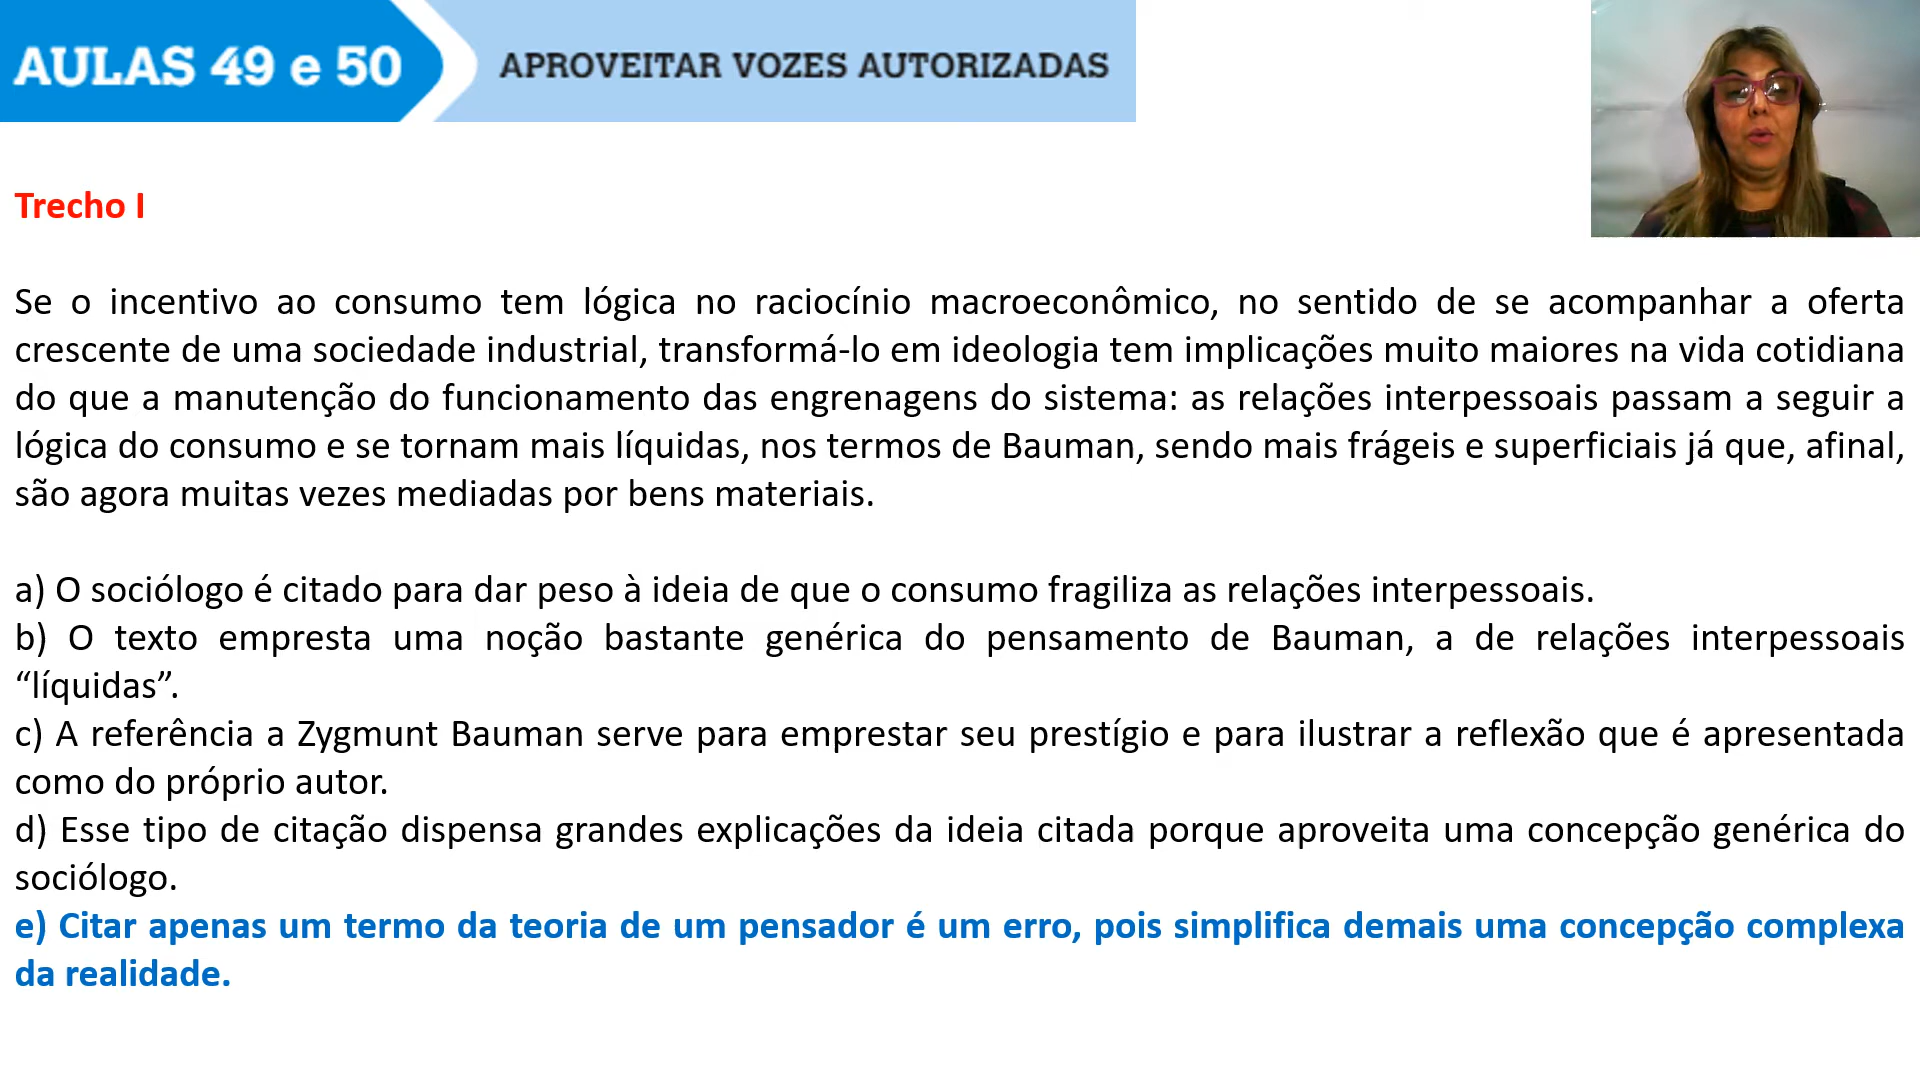 AULAS 49 e 50
APROVEITAR VOZES AUTORIZADAS
Trecho I
Se o incentivo ao consumo tem lógica no raciocínio macroeconômico, no sentido de se acompanhar a oferta
crescente de uma sociedade industrial, transformá-lo em ideologia tem implicações muito maiores na vida cotidiana
do que a manutenção do funcionamento das engrenagens do sistema: as relações interpessoais passam a seguir a
lógica do consumo e se tornam mais líquidas, nos termos de Bauman, sendo mais frágeis e superficiais já que, afinal,
são agora muitas vezes mediadas por bens materiais.
a) O sociólogo é citado para dar peso à ideia de que o consumo fragiliza as relações interpessoais.
b) O texto empresta uma noção bastante genérica do pensamento de Bauman, a de relações interpessoais
“líquidas”.
c) A referência a Zygmunt Bauman serve para emprestar seu prestígio e para ilustrar a reflexão que é apresentada
como do próprio autor.
d) Esse tipo de citação dispensa grandes explicações da ideia citada porque aproveita uma concepção genérica do
sociólogo.
e) Citar apenas um termo da teoria de um pensador é um erro, pois simplifica demais uma concepção complexa
da realidade.